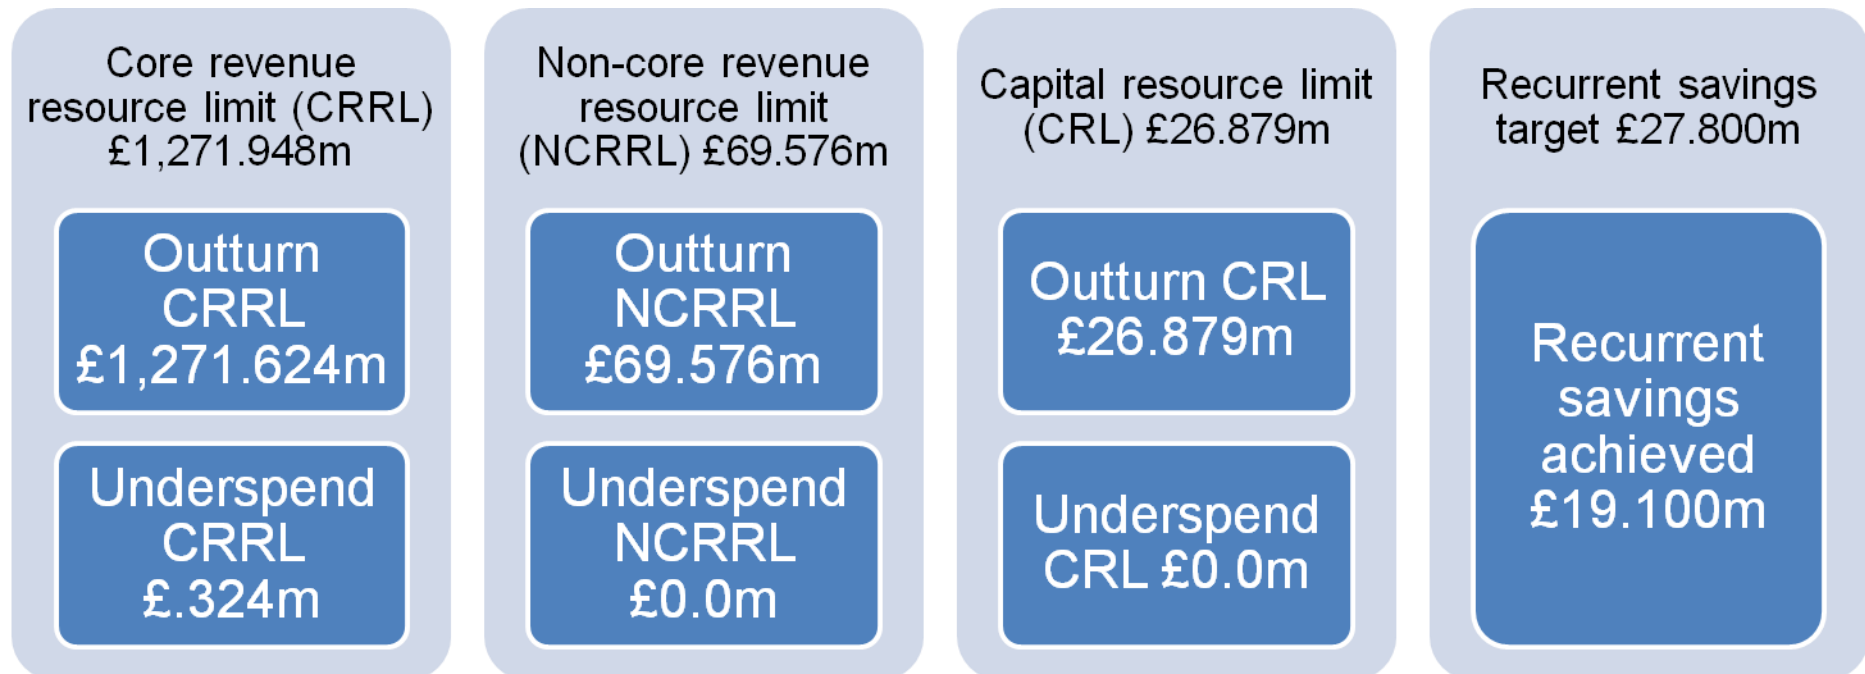 Core revenue
resource limit (CRRL)
£1,271.948m
Outturn
CRRL
£1,271.624m
Underspend
CRRL
£.324m
Non-core revenue
resource limit
(NCRRL) £69.576m
Outturn
NCRRL
£69.576m
Underspend
NCRRL
£0.0m
Capital resource limit
(CRL) £26.879m
Outturn CRL
£26.879m
Underspend
CRL £0.0m
Recurrent savings
target £27.800m
Recurrent
savings
achieved
£19.100m